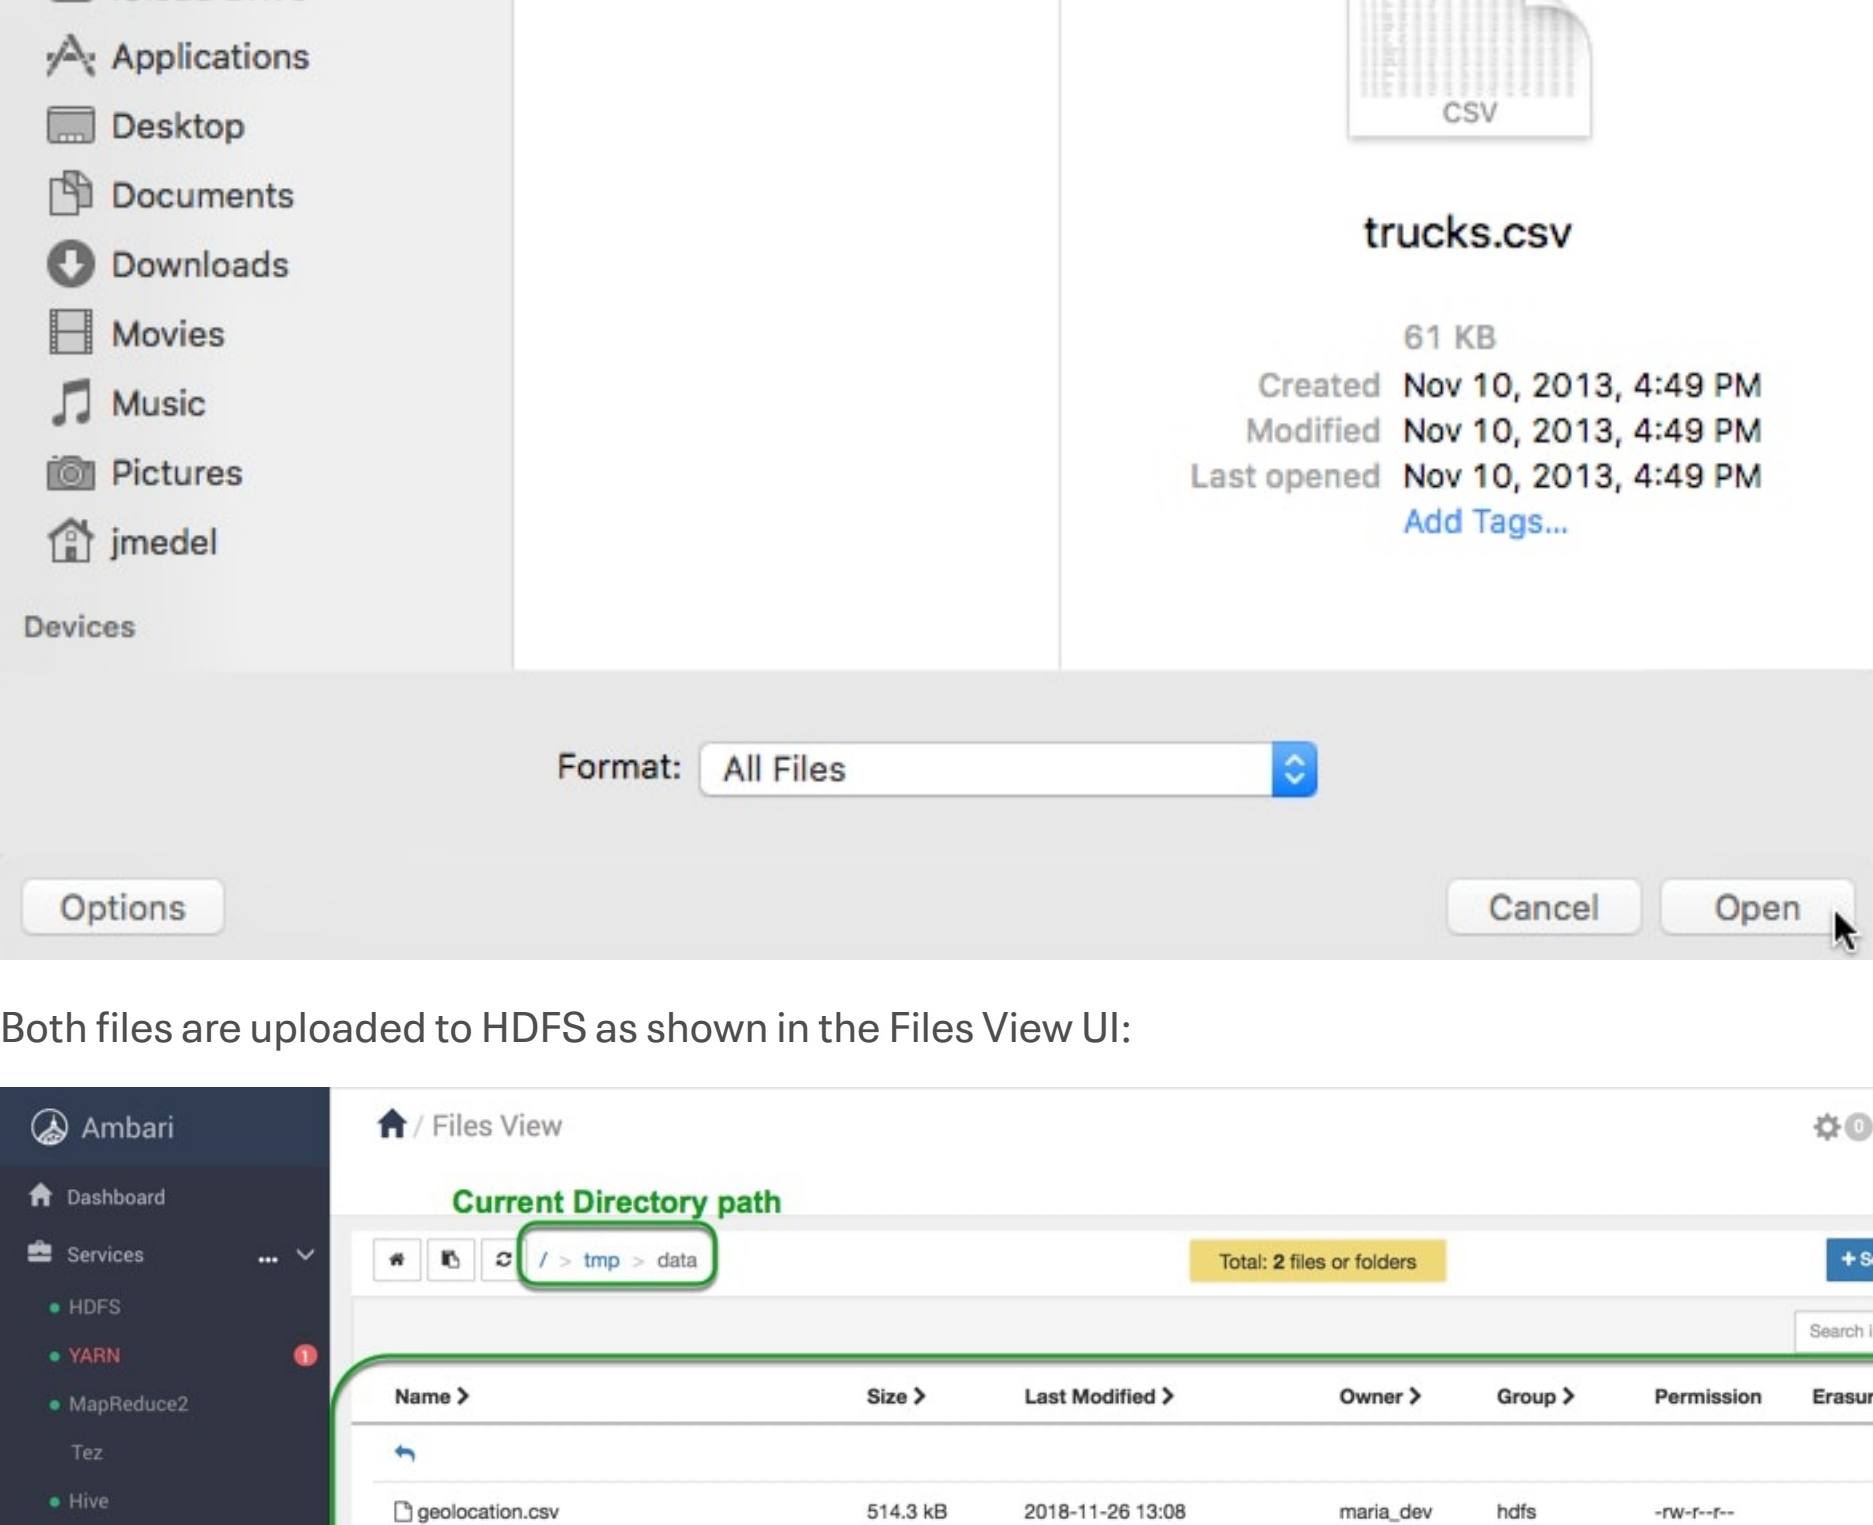 Applications
Desktop
Documents
Downloads
Movies
Music
Pictures
jmedel
Devices
CSV
trucks.csv
61 KB
Created Nov 10, 2013, 4:49 PM
Modified Nov 10, 2013, 4:49 PM
Last opened Nov 10, 2013, 4:49 PM
Add Tags...
Format: All Files
Options Cancel Open
Both files are uploaded to HDFS as shown in the Files View UI:
Ambari
/ Files View
0
Dashboard
Current Directory path
Services ...
/ > tmp > data
Total: 2 files or folders
HDFS
Search
YARN 1
Name Size Last Modified Owner Group Permission
MapReduce2
Tez
Hive
geolocation.csv 514.3 kB 2018-11-26 13:08 maria_dev hdfs -rw-r--r--